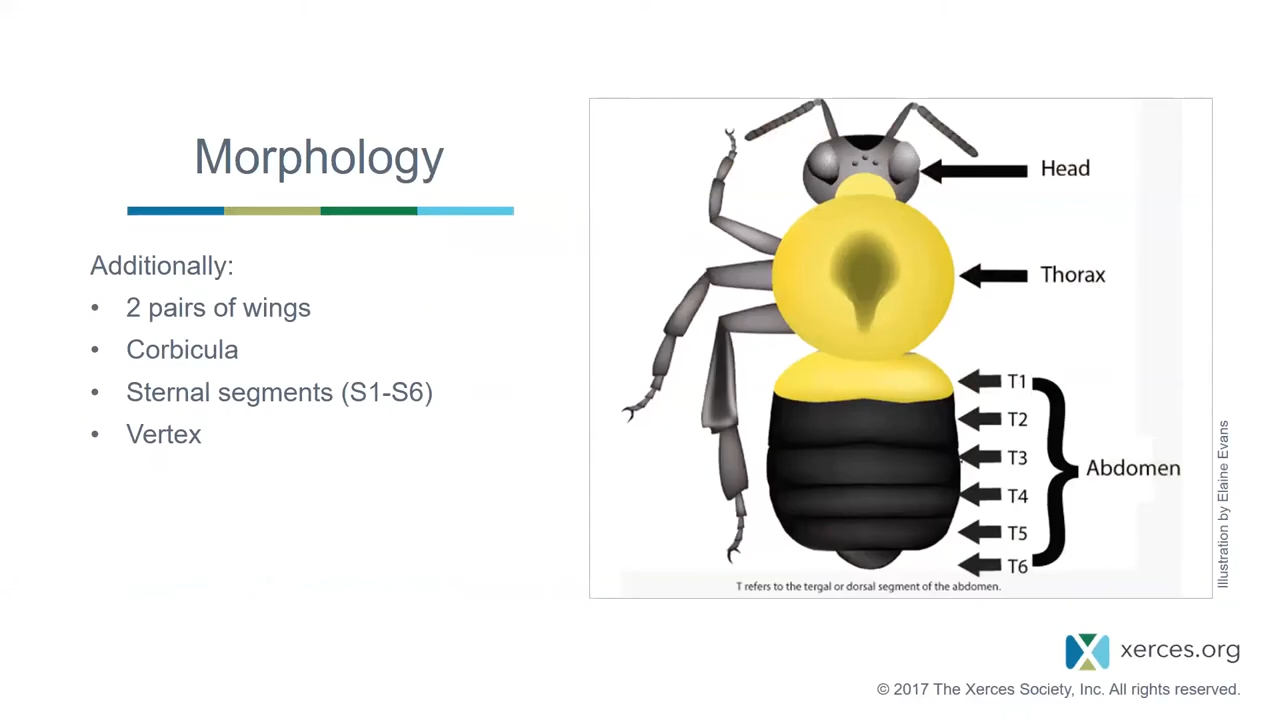 Morphology
Additionally:
• 2 pairs of wings
• Corbicula
• Sternal segments (S1-S6)
• Vertex
Head
Thorax
T1
T2
T3
T4
T5
T6
Abdomen
T refers to the tergal or dorsal segment of the abdomen.
Illustration by Elaine Evans
xerces.org
© 2017 The Xerces Society, Inc. All rights reserved.